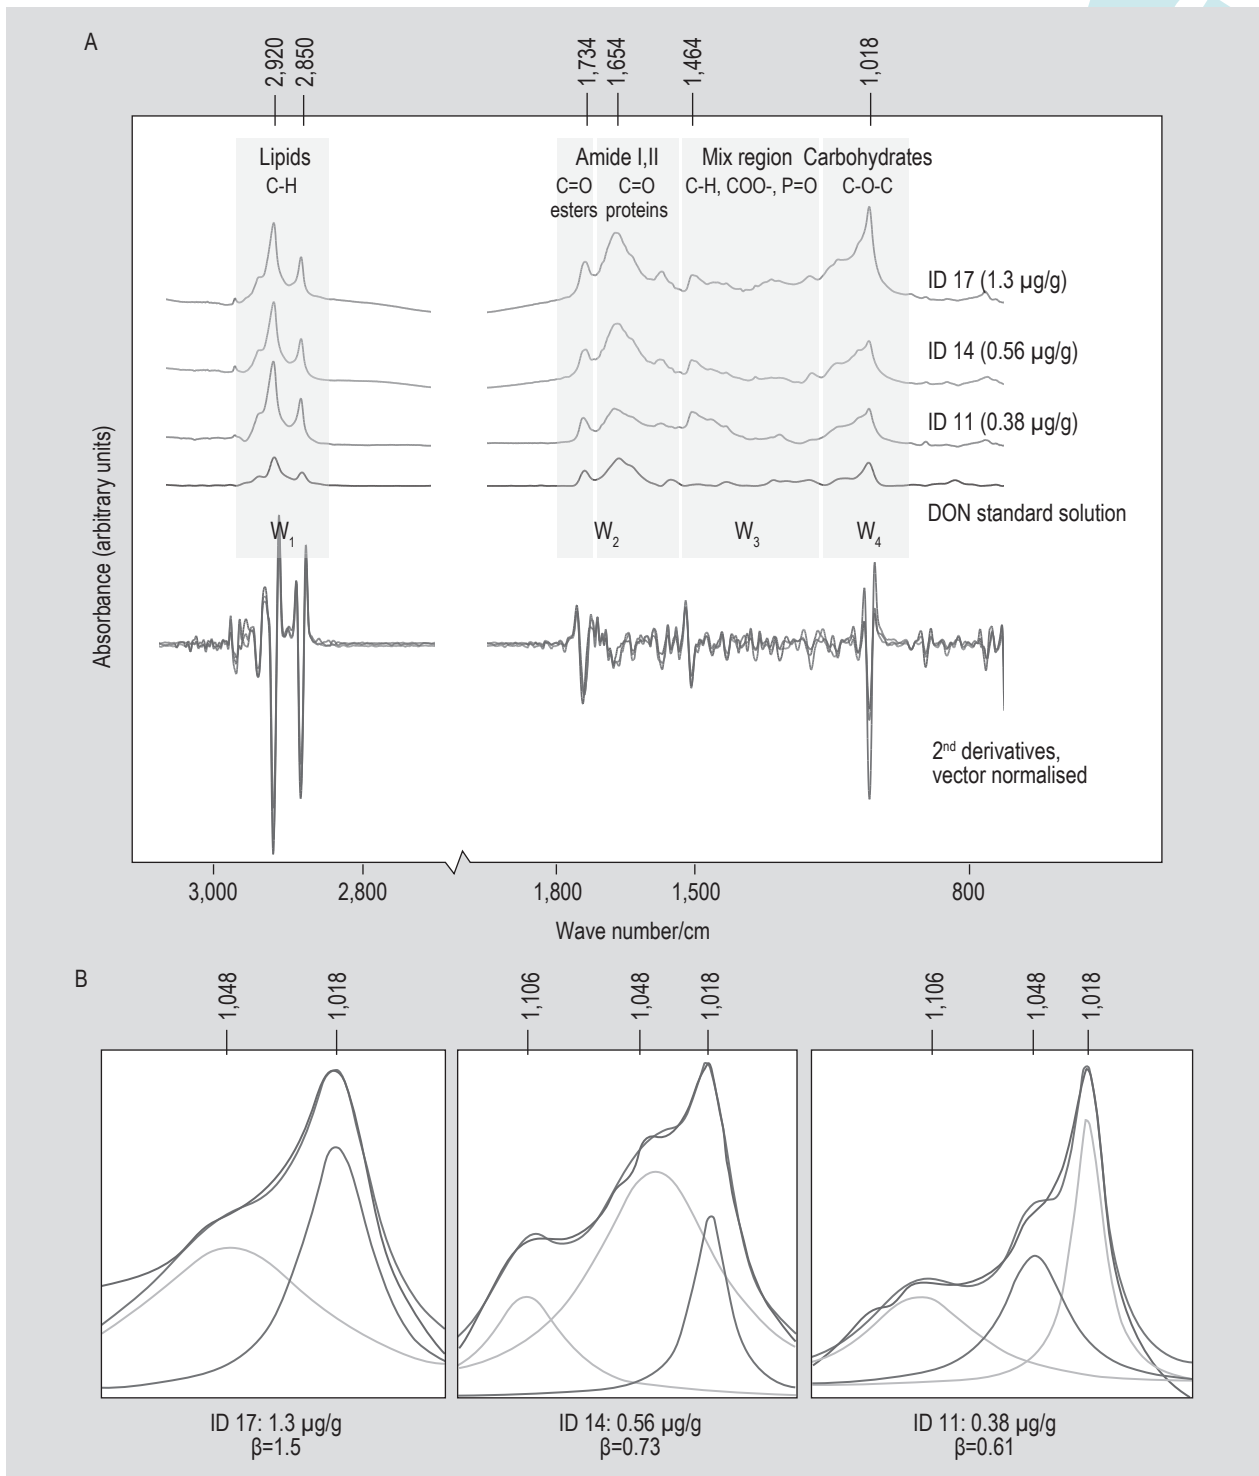 A
2,920
2,850
1,734
1,654
1,464
1,018
Lipids
C-H
Amide I,II
C=O
esters
C=O
proteins
Mix region
C-H, COO-, P=O
Carbohydrates
C-O-C
ID 17 (1.3 µg/g)
ID 14 (0.56 µg/g)
ID 11 (0.38 µg/g)
DON standard solution
W1
W2
W3
W4
2nd derivatives,
vector normalised
Absorbance (arbitrary units)
3,000
2,800
1,800
1,500
800
Wave number/cm
B
1,048
1,018
1,106
1,048
1,018
1,106
1,048
1,018
ID 17: 1.3 µg/g
β=1.5
ID 14: 0.56 µg/g
β=0.73
ID 11: 0.38 µg/g
β=0.61